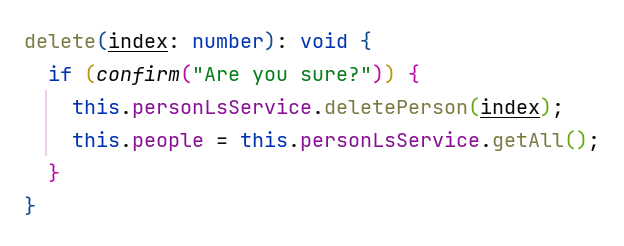 delete(index: number): void {
  if (confirm("Are you sure?")) {
    this.personLsService.deletePerson(index);
    this.people = this.personLsService.getAll();
  }
}